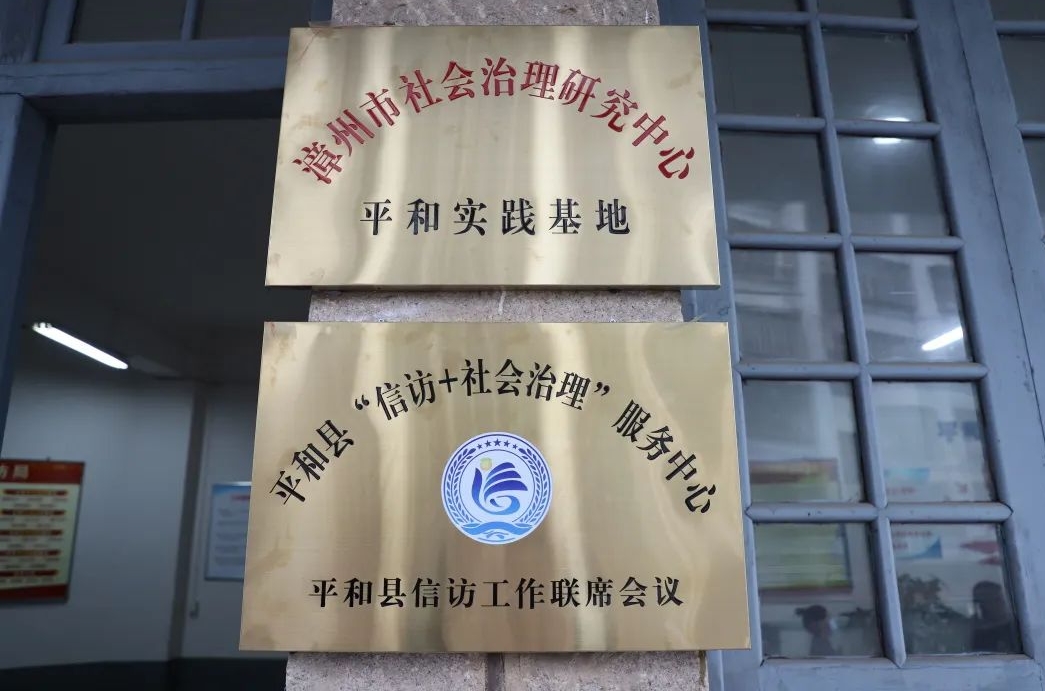 漳州市社会治理研究中心
平和实践基地
平和县“信访+社会治理”服务中心
平和县信访工作联席会议
访局